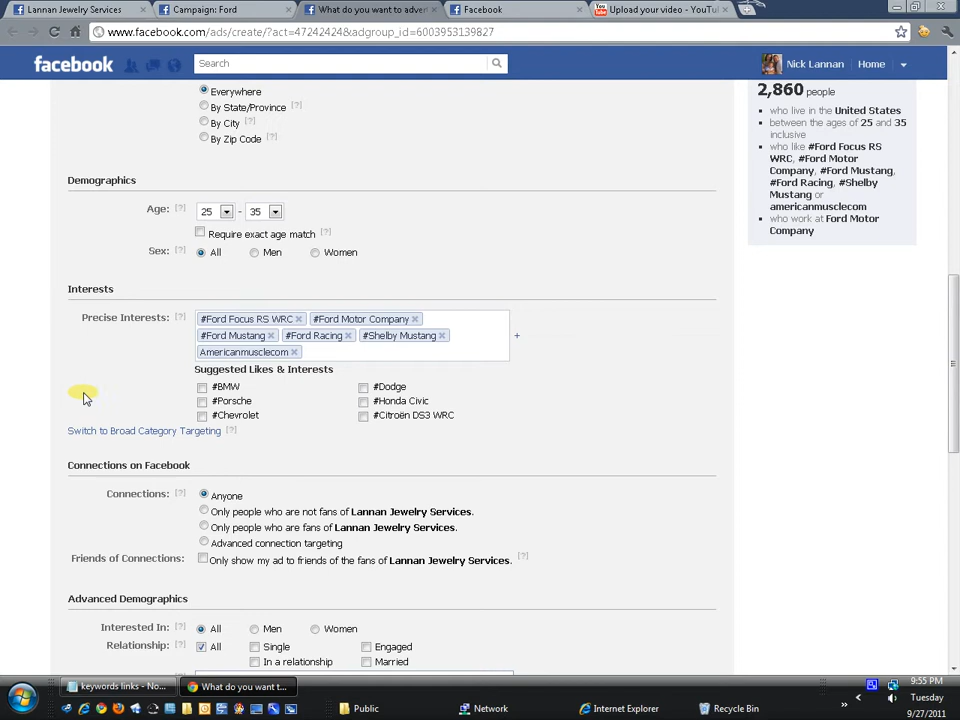 Lannan Jewelry Services
Campaign: Ford
What do you want to adver
Facebook
Upload your video - YouTu
www.facebook.com/ads/create/?act=47242424&adgroup_id=6003953139827
facebook
Search
Nick Lannan
Home
Everywhere
By State/Province [?]
By City [?]
By Zip Code [?]
2,860 people
who live in the United States
between the ages of 25 and 35
inclusive
who like #Ford Focus RS
WRC, #Ford Motor
Company, #Ford Mustang,
#Ford Racing, #Shelby
Mustang or
americanmusclecom
who work at Ford Motor
Company
Demographics
Age: [?] 25 - 35
Require exact age match [?]
Sex: [?] All Men Women
Interests
Precise Interests: [?] #Ford Focus RS WRC #Ford Motor Company
#Ford Mustang #Ford Racing #Shelby Mustang
Americanmusclecom
+
Suggested Likes & Interests
#BMW #Dodge
#Porsche #Honda Civic
#Chevrolet #Citroën DS3 WRC
Switch to Broad Category Targeting [?]
Connections on Facebook
Connections: [?] Anyone
Only people who are not fans of Lannan Jewelry Services.
Only people who are fans of Lannan Jewelry Services.
Advanced connection targeting
Friends of Connections: Only show my ad to friends of the fans of Lannan Jewelry Services. [?]
Advanced Demographics
Interested In: [?] All Men Women
Relationship: [?] All Single Engaged
In a relationship Married
keywords links - No...
What do you want t...
9:55 PM
Tuesday
9/27/2011
Public
Network
Internet Explorer
Recycle Bin